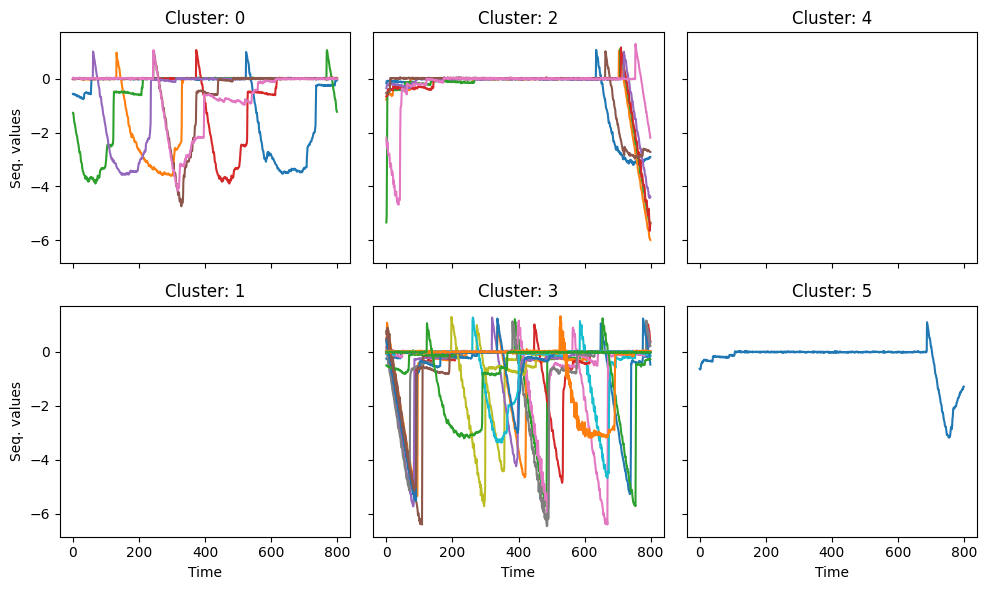 Cluster: 0
Cluster: 2
Cluster: 4
Seq. values
0
−2
−4
−6
Cluster: 1
Cluster: 3
Cluster: 5
Seq. values
0
−2
−4
−6
0 200 400 600 800
0 200 400 600 800
0 200 400 600 800
Time
Time
Time